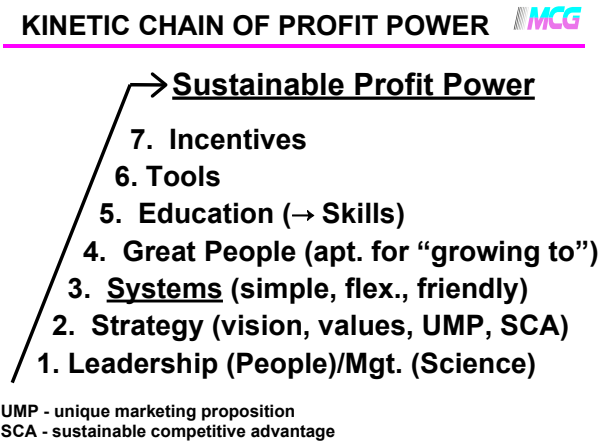 KINETIC CHAIN OF PROFIT POWER
MCG
Sustainable Profit Power
7. Incentives
6. Tools
5. Education (→ Skills)
4. Great People (apt. for “growing to”)
3. Systems (simple, flex., friendly)
2. Strategy (vision, values, UMP, SCA)
1. Leadership (People)/Mgt. (Science)
UMP - unique marketing proposition
SCA - sustainable competitive advantage